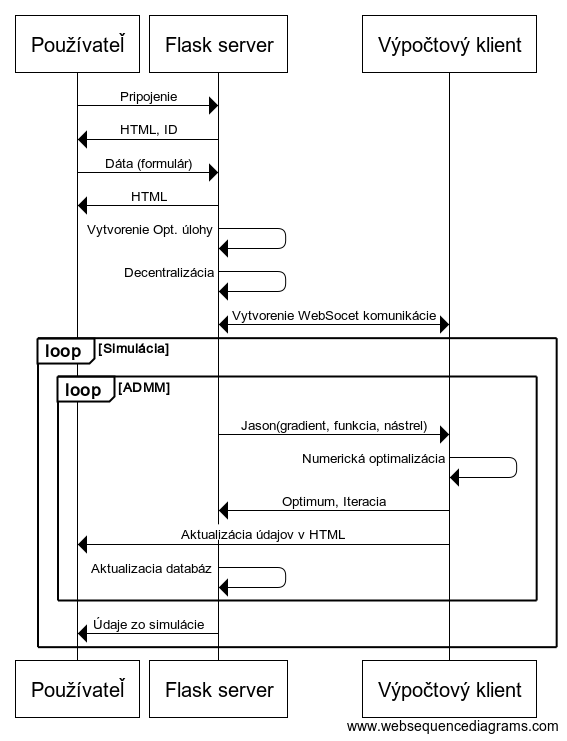 Používateľ
Flask server
Výpočtový klient
Pripojenie
HTML, ID
Dáta (formulár)
HTML
Vytvorenie Opt. úlohy
Decentralizácia
Vytvorenie WebSocet komunikácie
loop [Simulácia]
loop [ADMM]
Jason(gradient, funkcia, nástrel)
Numerická optimalizácia
Optimum, Iteracia
Aktualizácia údajov v HTML
Aktualizacia databáz
Údaje zo simulácie
Používateľ
Flask server
Výpočtový klient
www.websequencediagrams.com